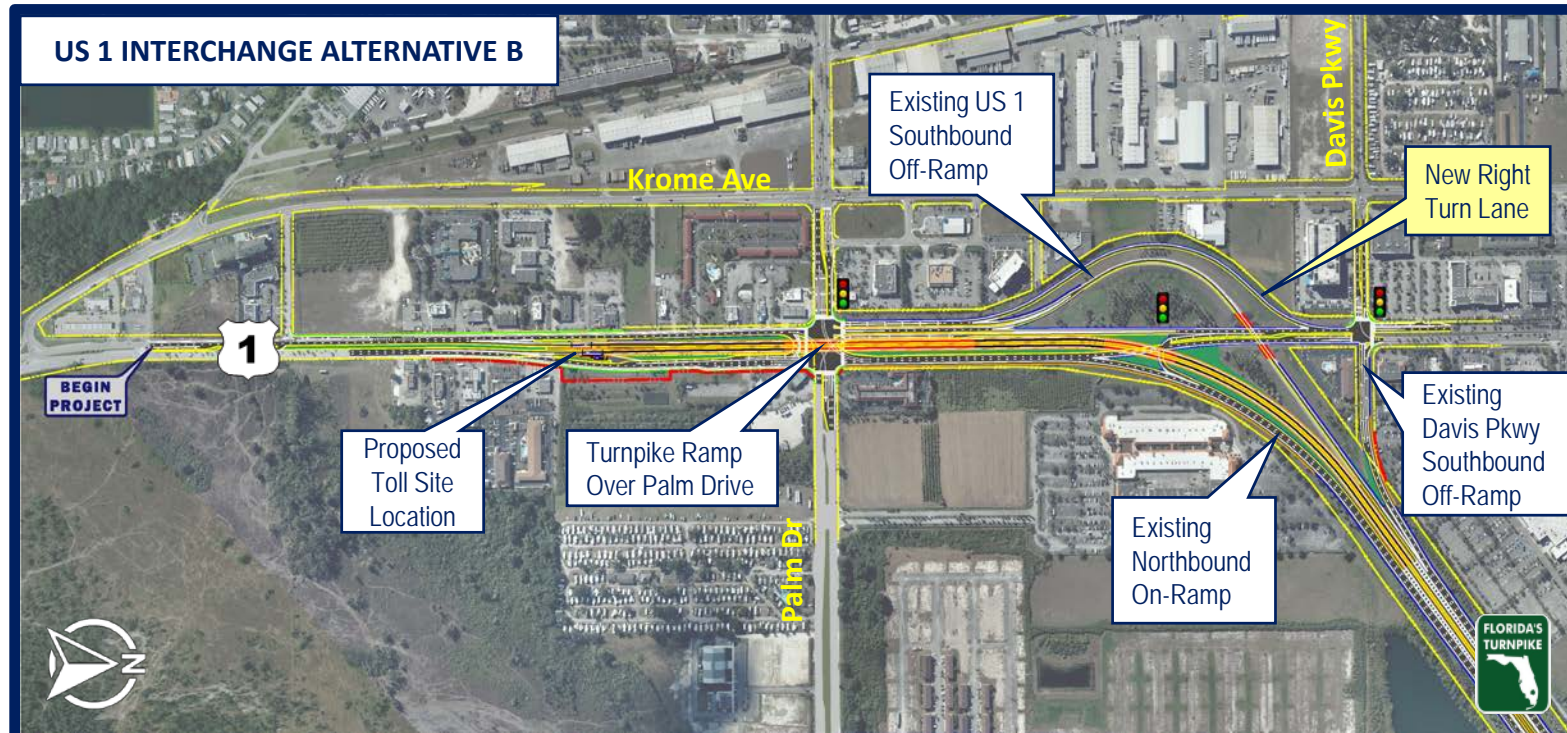 US 1 INTERCHANGE ALTERNATIVE B
Davis Pkwy
Existing US 1
Southbound
Off-Ramp
Krome Ave
New Right
Turn Lane
1
BEGIN
PROJECT
Proposed
Toll Site
Location
Turnpike Ramp
Over Palm Drive
Existing
Davis Pkwy
Southbound
Off-Ramp
Existing
Northbound
On-Ramp
Palm Dr
N
FLORIDA'S
TURNPIKE